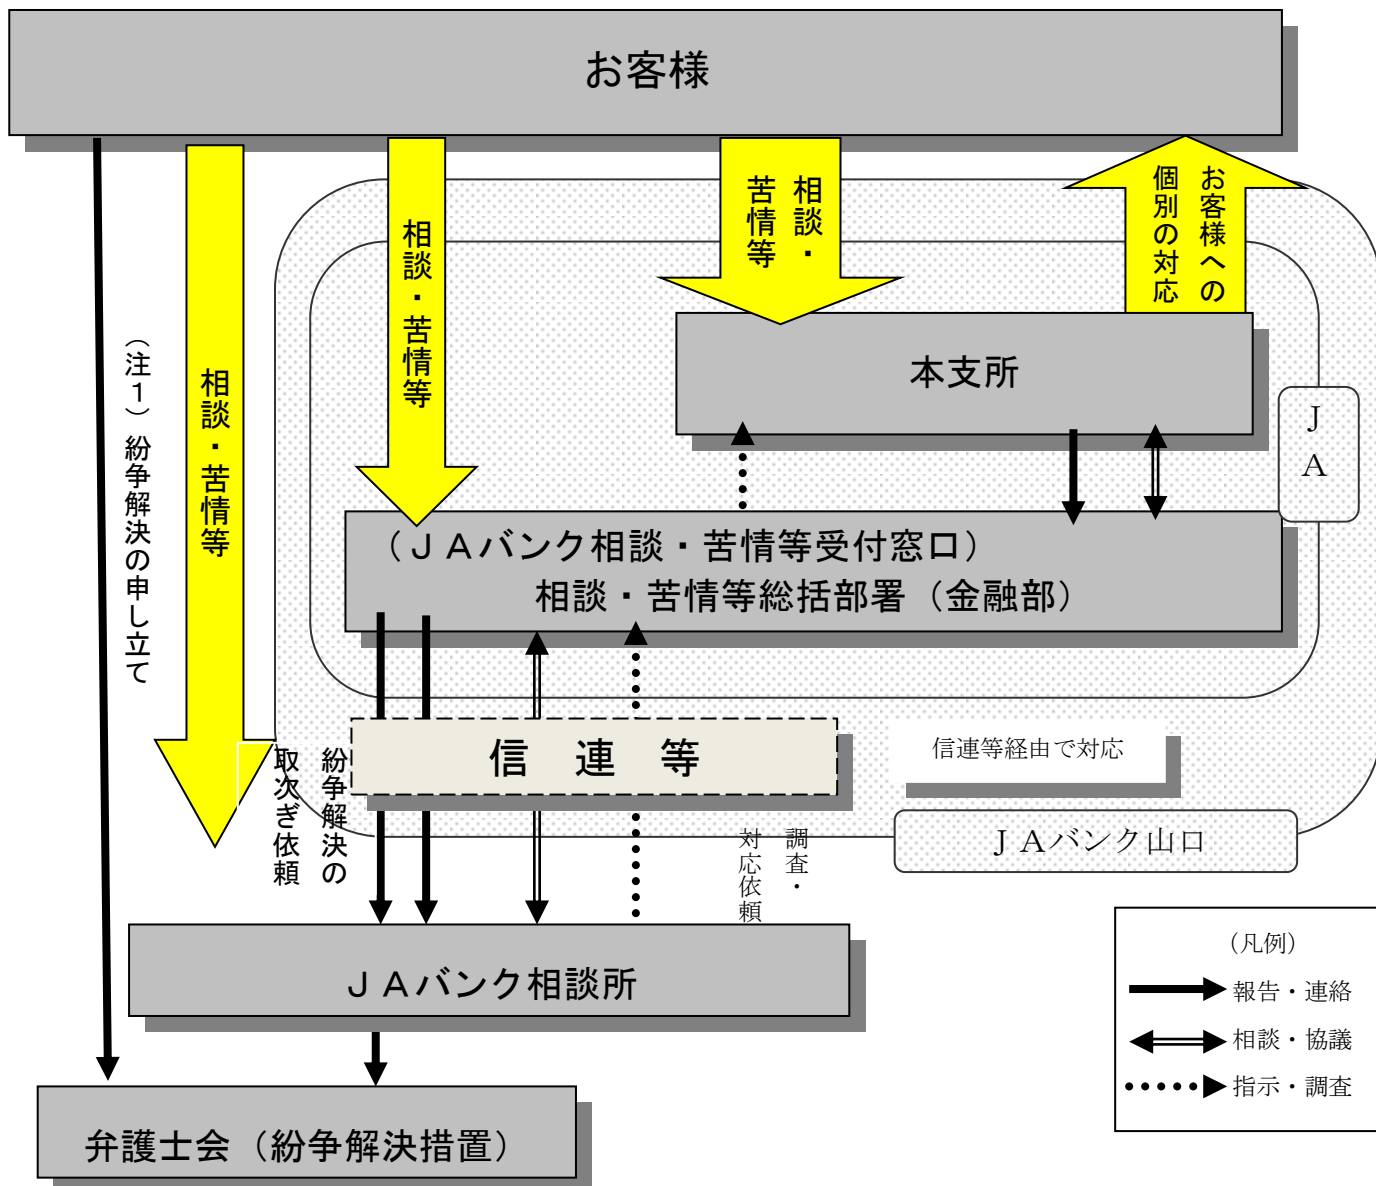 お客様
相談・
苦情等
お客様への
個別の対応
相談・苦情等
相談・苦情等
（注１）紛争解決の申し立て
本支所
ＪＡ
（ＪＡバンク相談・苦情等受付窓口）
相談・苦情等総括部署（金融部）
信　連　等
信連等経由で対応
ＪＡバンク山口
紛争解決の
取次ぎ依頼
調査・
対応依頼
ＪＡバンク相談所
弁護士会（紛争解決措置）
（凡例）
報告・連絡
相談・協議
指示・調査